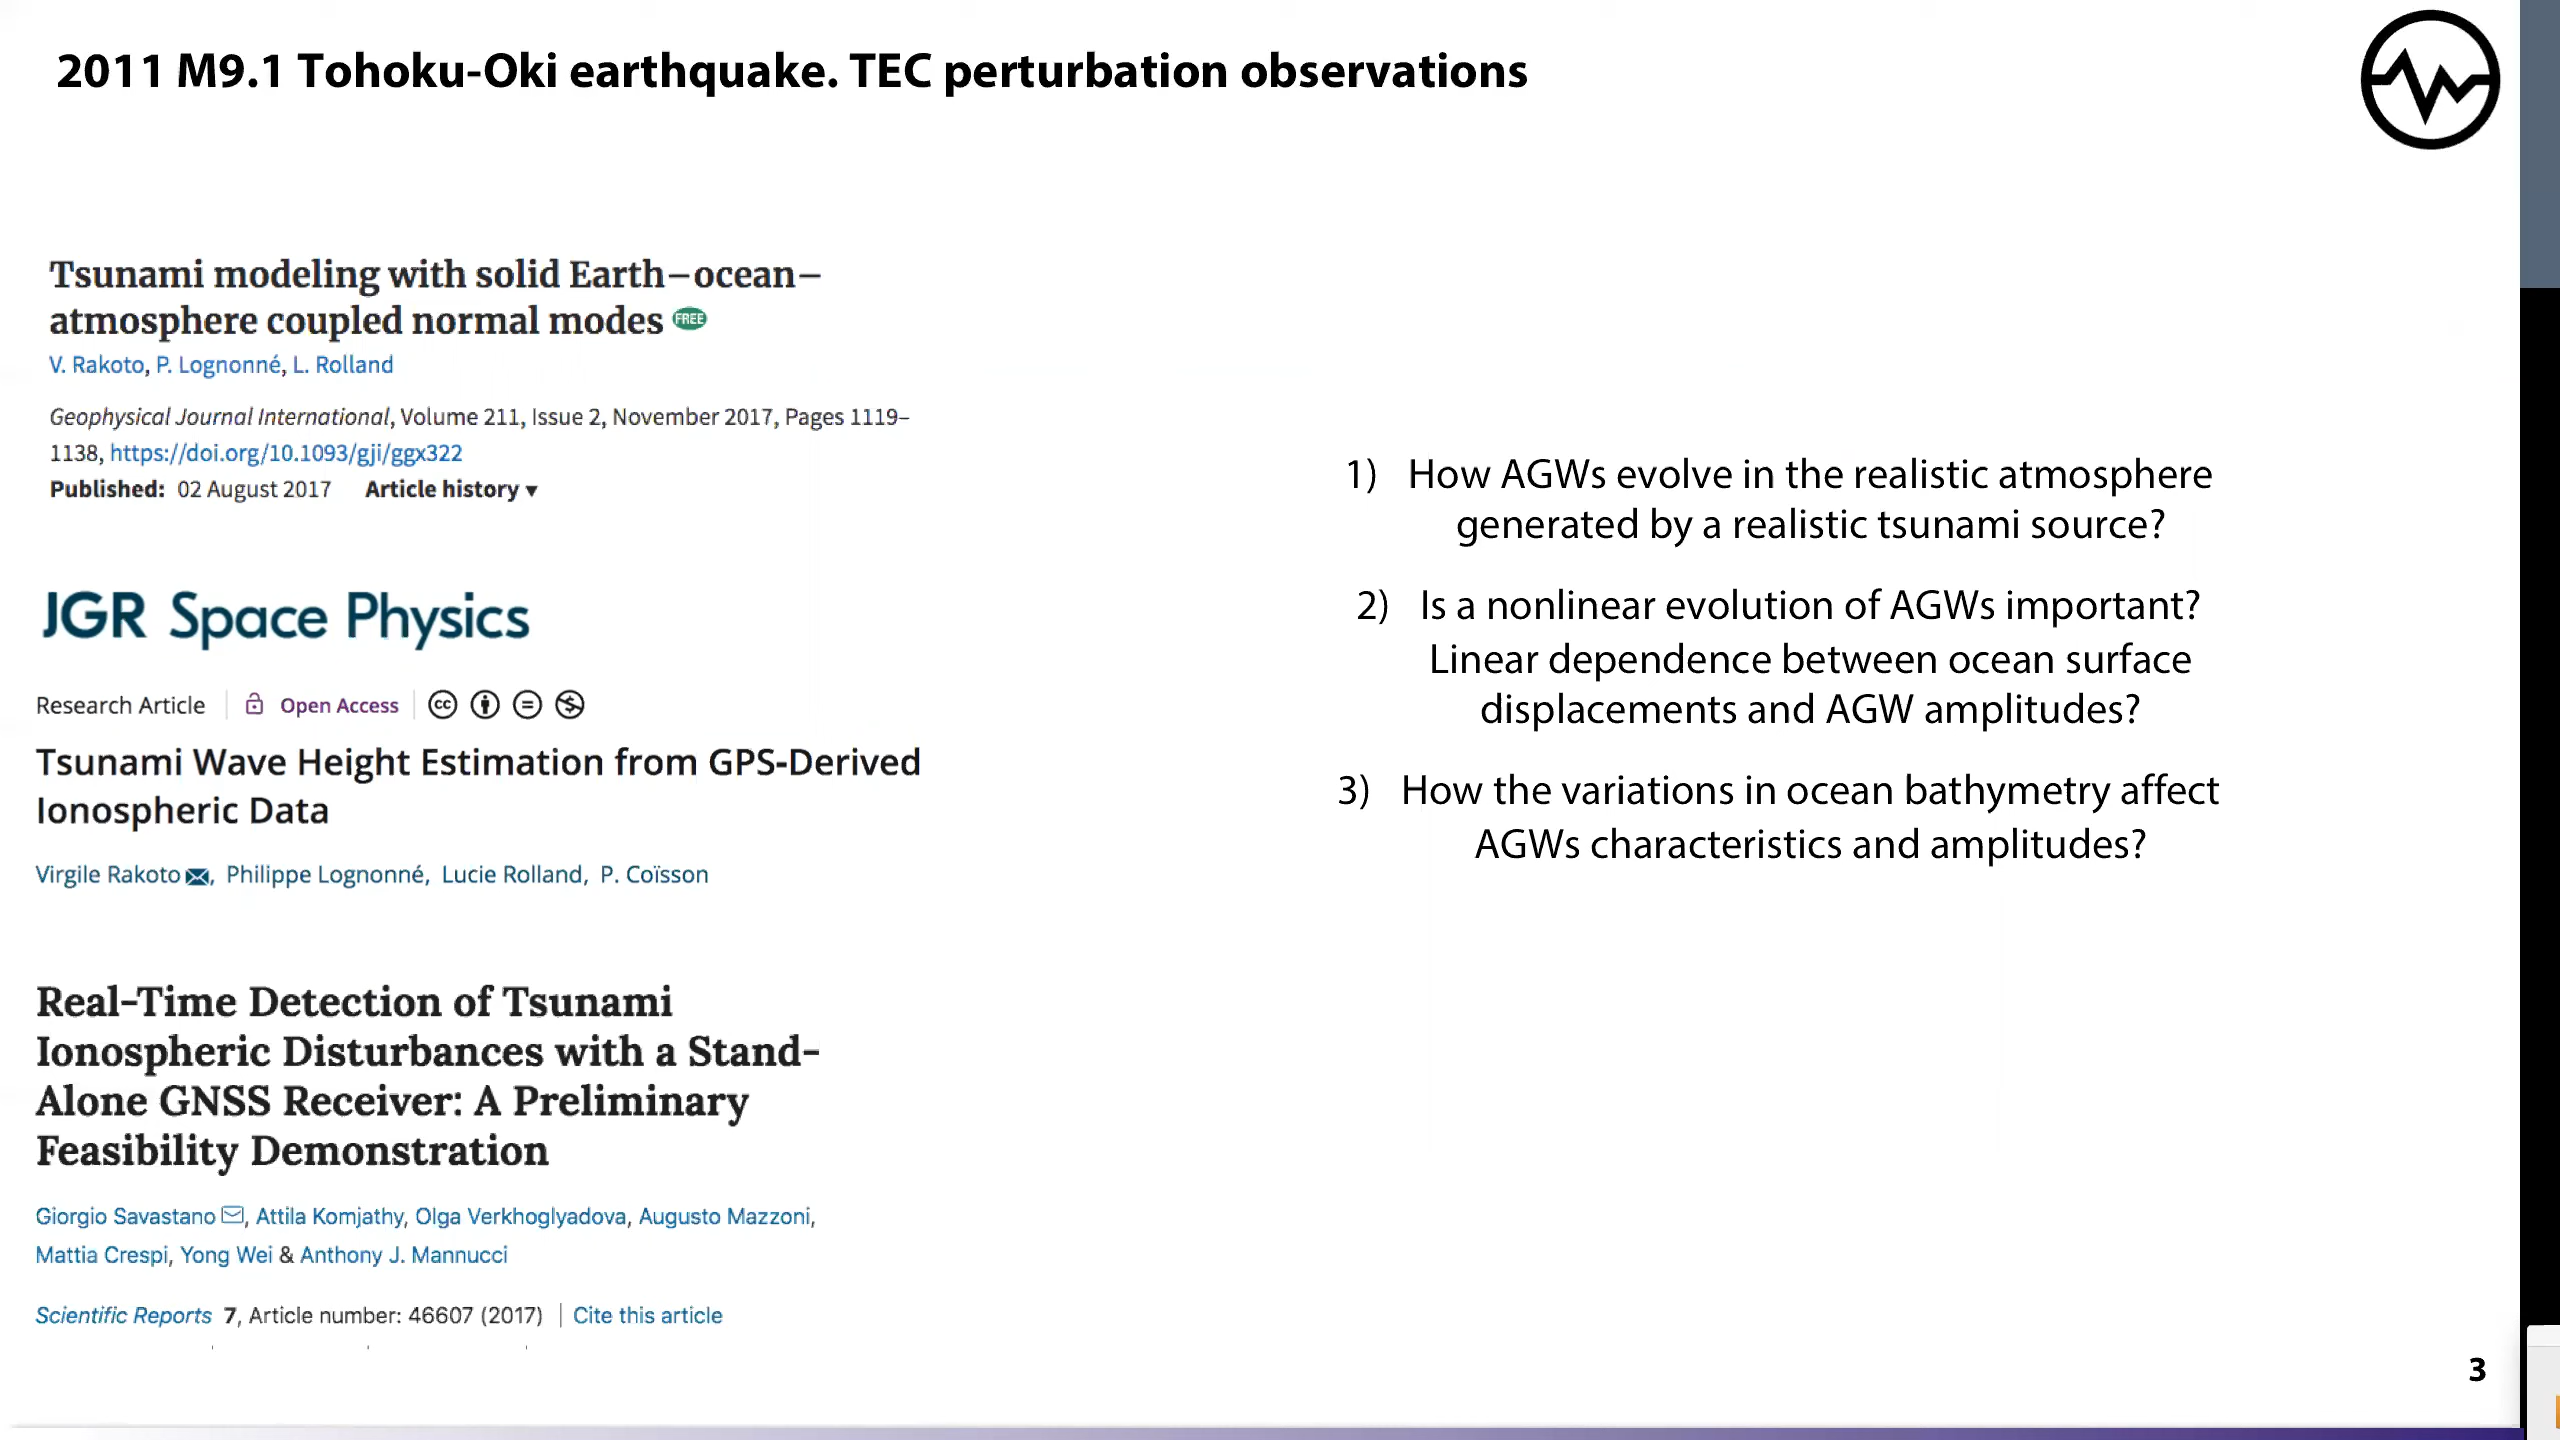 2011 M9.1 Tohoku-Oki earthquake. TEC perturbation observations
Tsunami modeling with solid Earth–ocean–
atmosphere coupled normal modes FREE
V. Rakoto, P. Lognonné, L. Rolland
Geophysical Journal International, Volume 211, Issue 2, November 2017, Pages 1119–
1138, https://doi.org/10.1093/gji/ggx322
Published: 02 August 2017 Article history ▾
JGR Space Physics
Research Article Open Access cc
Tsunami Wave Height Estimation from GPS-Derived
Ionospheric Data
Virgile Rakoto, Philippe Lognonné, Lucie Rolland, P. Coïsson
Real-Time Detection of Tsunami
Ionospheric Disturbances with a Stand-
Alone GNSS Receiver: A Preliminary
Feasibility Demonstration
Giorgio Savastano, Attila Komjathy, Olga Verkhoglyadova, Augusto Mazzoni,
Mattia Crespi, Yong Wei & Anthony J. Mannucci
Scientific Reports 7, Article number: 46607 (2017) | Cite this article
1) How AGWs evolve in the realistic atmosphere
generated by a realistic tsunami source?
2) Is a nonlinear evolution of AGWs important?
Linear dependence between ocean surface
displacements and AGW amplitudes?
3) How the variations in ocean bathymetry affect
AGWs characteristics and amplitudes?
3